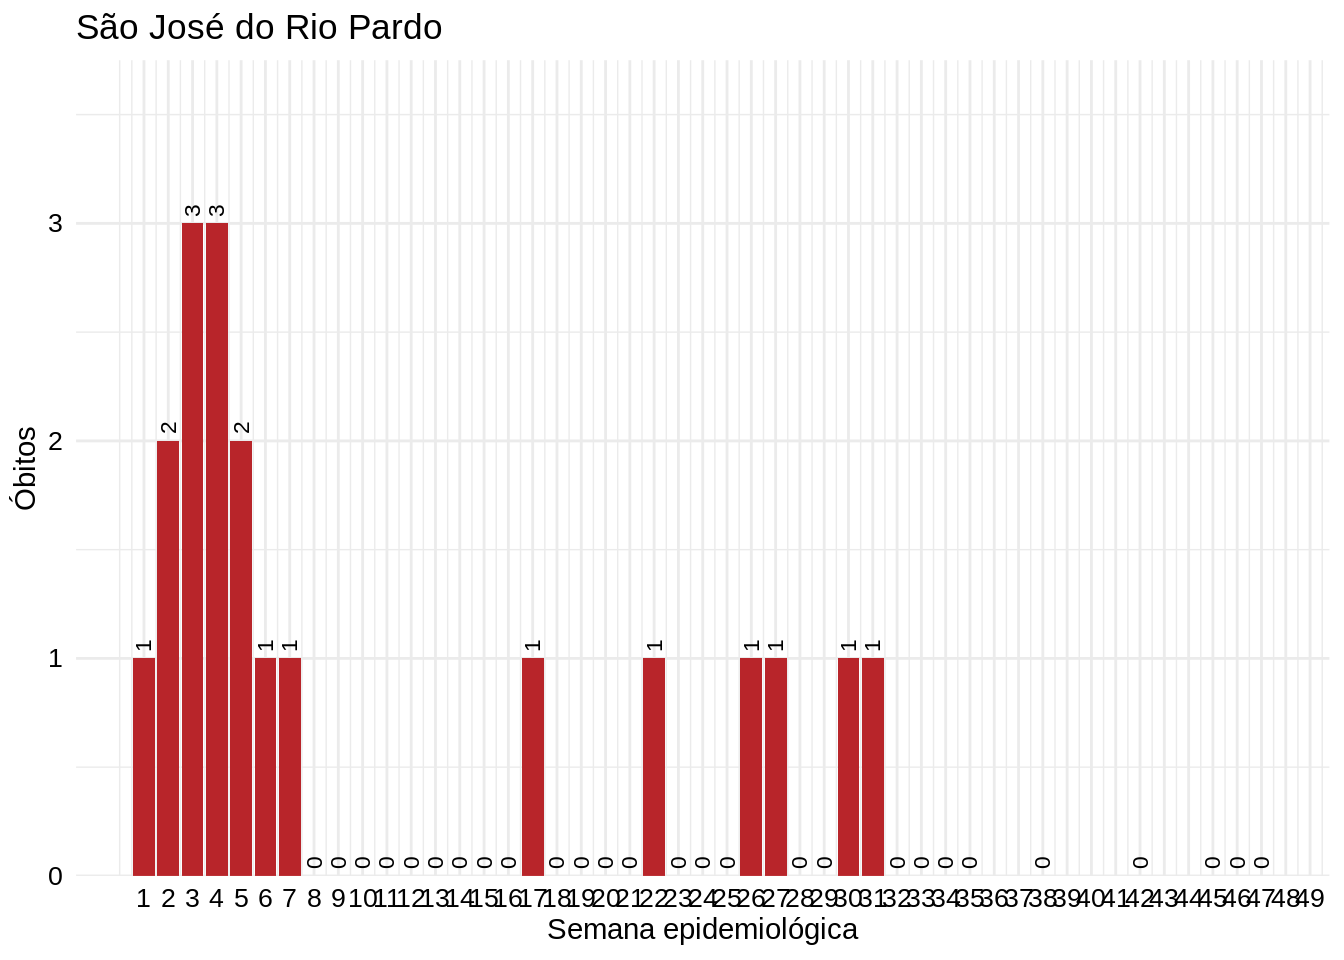 São José do Rio Pardo
3 3
3
2 2
2
Óbitos
1 1 1 1 1 1 1 1 1
1
0 0 0 0 0 0 0 0 0 0 0 0 0 0 0 0 0 0 0 0 0 0 0 0 0 0
0
1 2 3 4 5 6 7 8 9 10 11 12 13 14 15 16 17 18 19 20 21 22 23 24 25 26 27 28 29 30 31 32 33 34 35 36 37 38 39 40 41 42 43 44 45 46 47 48 49
Semana epidemiológica